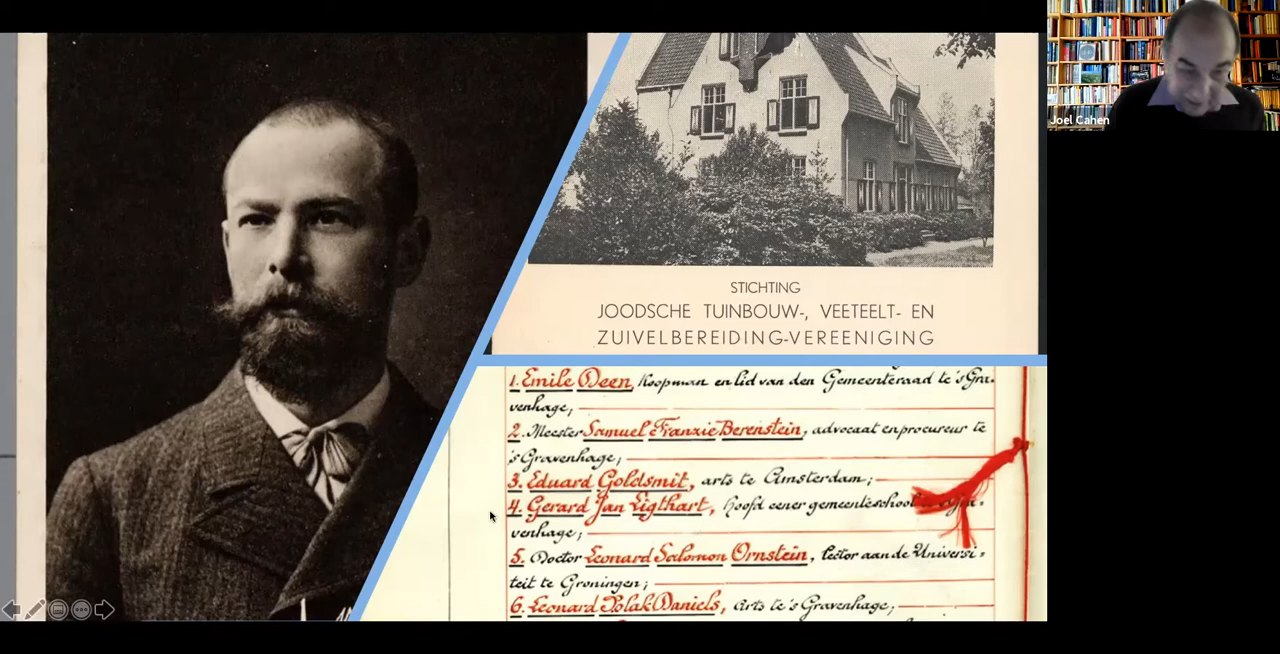 Joel Cahen
STICHTING
JOODSCHE TUINBOUW-, VEETEELT- EN
ZUIVELBEREIDING-VEREENIGING
1. Emile Deen, Koopman en lid van den Gemeenteraad te 's Gra-
venhage;
2. Meester Samuel Franzie Berenstein, advocaat en procureur te
's Gravenhage;
3. Eduard Goldsmit, arts te Amsterdam;
4. Gerard Jan Ligthart, hoofd eener gemeenteschool
venhage;
5. Doctor Leonard Salomon Ornstein, lector aan de Universi-
teit te Groningen;
6. Leonard Polak Daniels, Arts te 's Gravenhage;